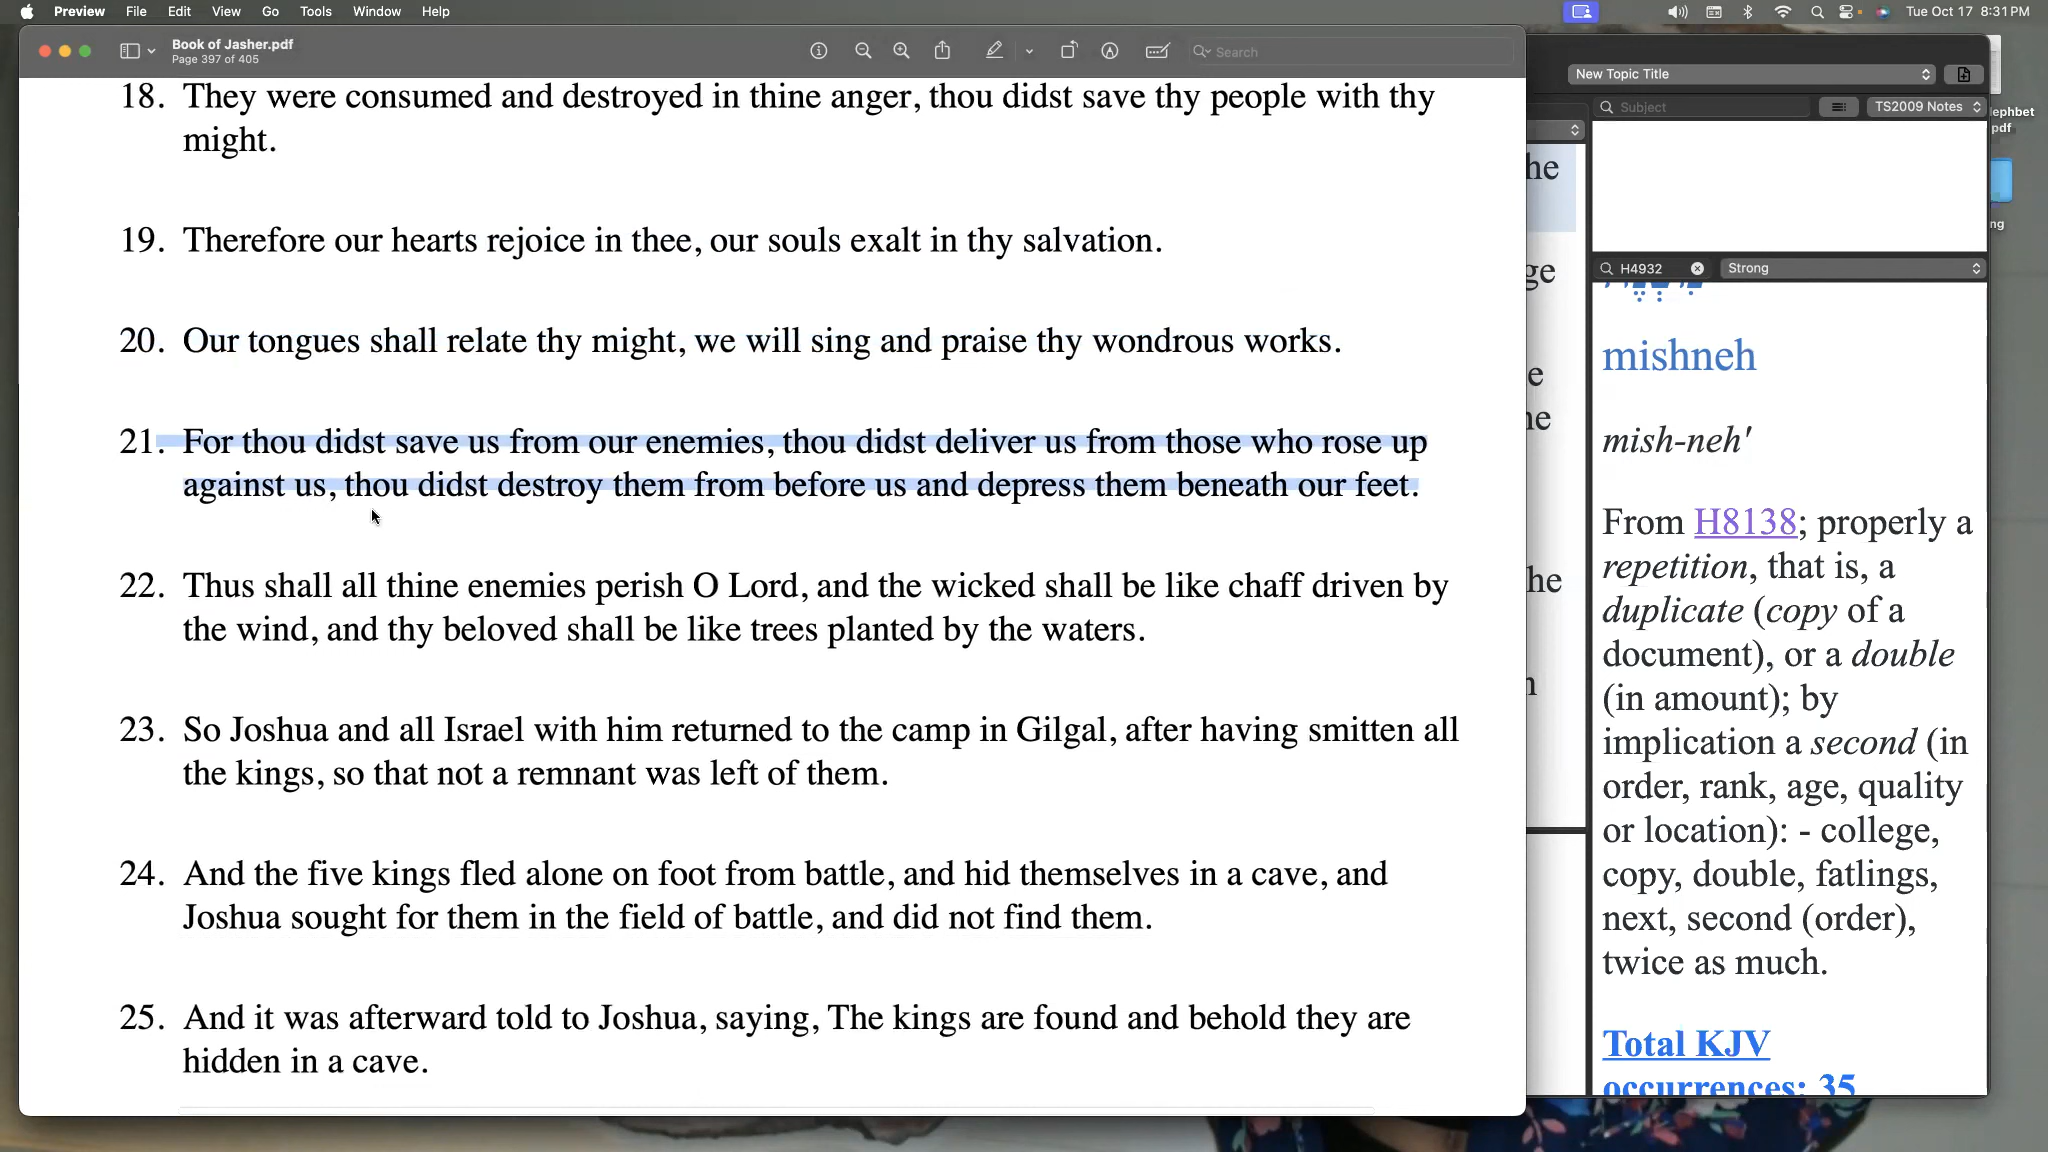 Preview File Edit View Go Tools Window Help
Tue Oct 17 8:31PM
Book of Jasher.pdf
Page 397 of 405
Search
18. They were consumed and destroyed in thine anger, thou didst save thy people with thy
might.
19. Therefore our hearts rejoice in thee, our souls exalt in thy salvation.
20. Our tongues shall relate thy might, we will sing and praise thy wondrous works.
21. For thou didst save us from our enemies, thou didst deliver us from those who rose up
against us, thou didst destroy them from before us and depress them beneath our feet.
22. Thus shall all thine enemies perish O Lord, and the wicked shall be like chaff driven by
the wind, and thy beloved shall be like trees planted by the waters.
23. So Joshua and all Israel with him returned to the camp in Gilgal, after having smitten all
the kings, so that not a remnant was left of them.
24. And the five kings fled alone on foot from battle, and hid themselves in a cave, and
Joshua sought for them in the field of battle, and did not find them.
25. And it was afterward told to Joshua, saying, The kings are found and behold they are
hidden in a cave.
New Topic Title
Subject
TS2009 Notes
H4932
Strong
mishneh
mish-neh'
From H8138; properly a
repetition, that is, a
duplicate (copy of a
document), or a double
(in amount); by
implication a second (in
order, rank, age, quality
or location): - college,
copy, double, fatlings,
next, second (order),
twice as much.
Total KJV
occurrences: 35
pdf